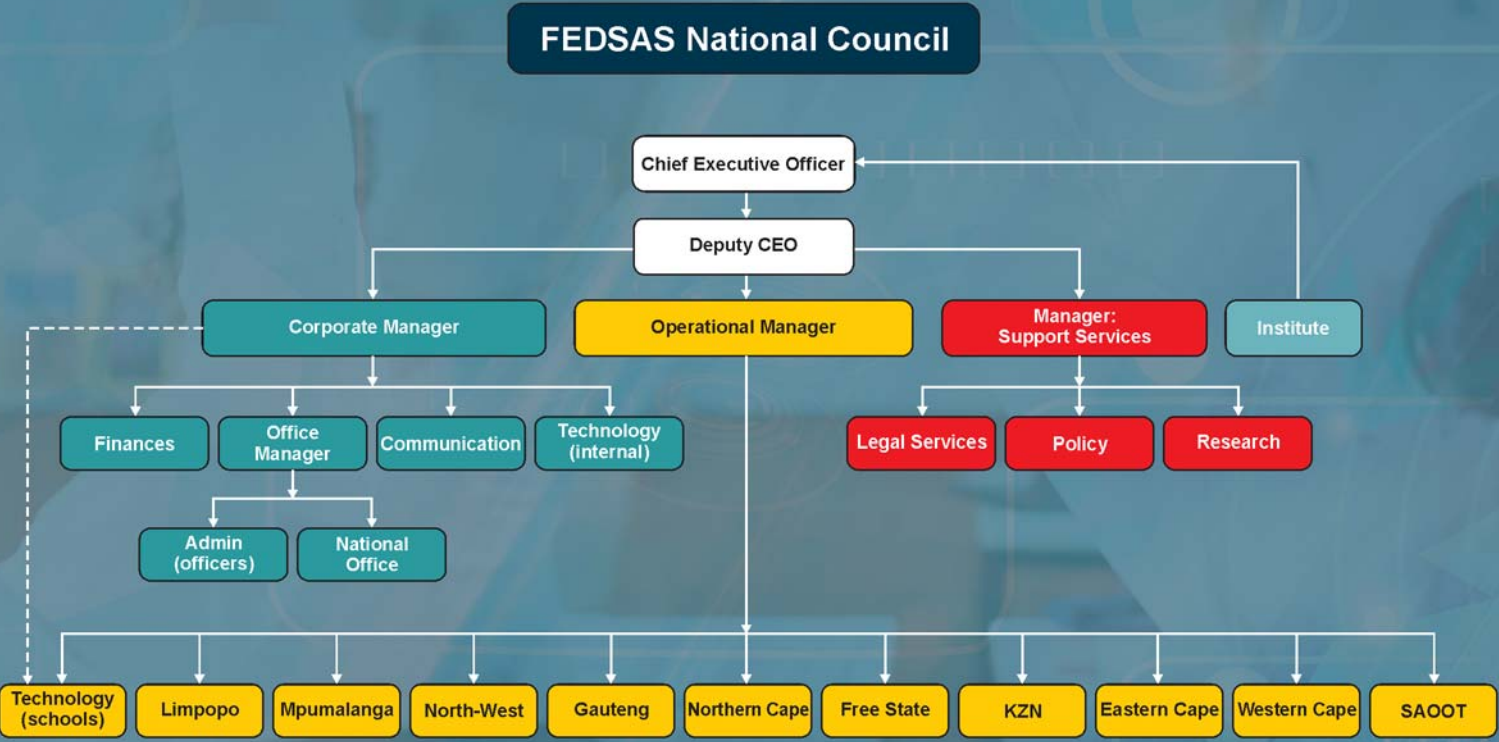 FEDSAS National Council
Chief Executive Officer
Deputy CEO
Corporate Manager
Operational Manager
Manager:
Support Services
Institute
Finances
Office
Manager
Communication
Technology
(internal)
Legal Services
Policy
Research
Admin
(officers)
National
Office
Technology
(schools)
Limpopo
Mpumalanga
North-West
Gauteng
Northern Cape
Free State
KZN
Eastern Cape
Western Cape
SAOOT